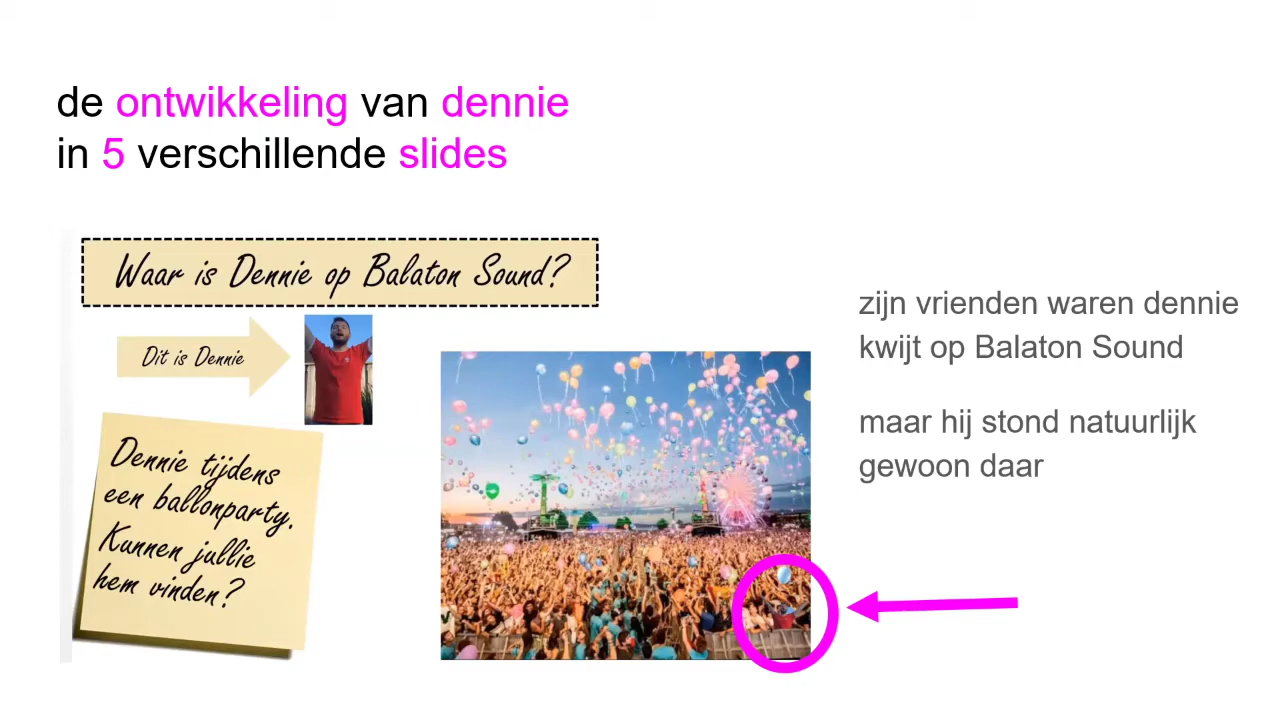 de ontwikkeling van dennie
in 5 verschillende slides
Waar is Dennie op Balaton Sound?
Dit is Dennie
Dennie tijdens
een ballonparty.
Kunnen jullie
hem vinden?
zijn vrienden waren dennie
kwijt op Balaton Sound
maar hij stond natuurlijk
gewoon daar